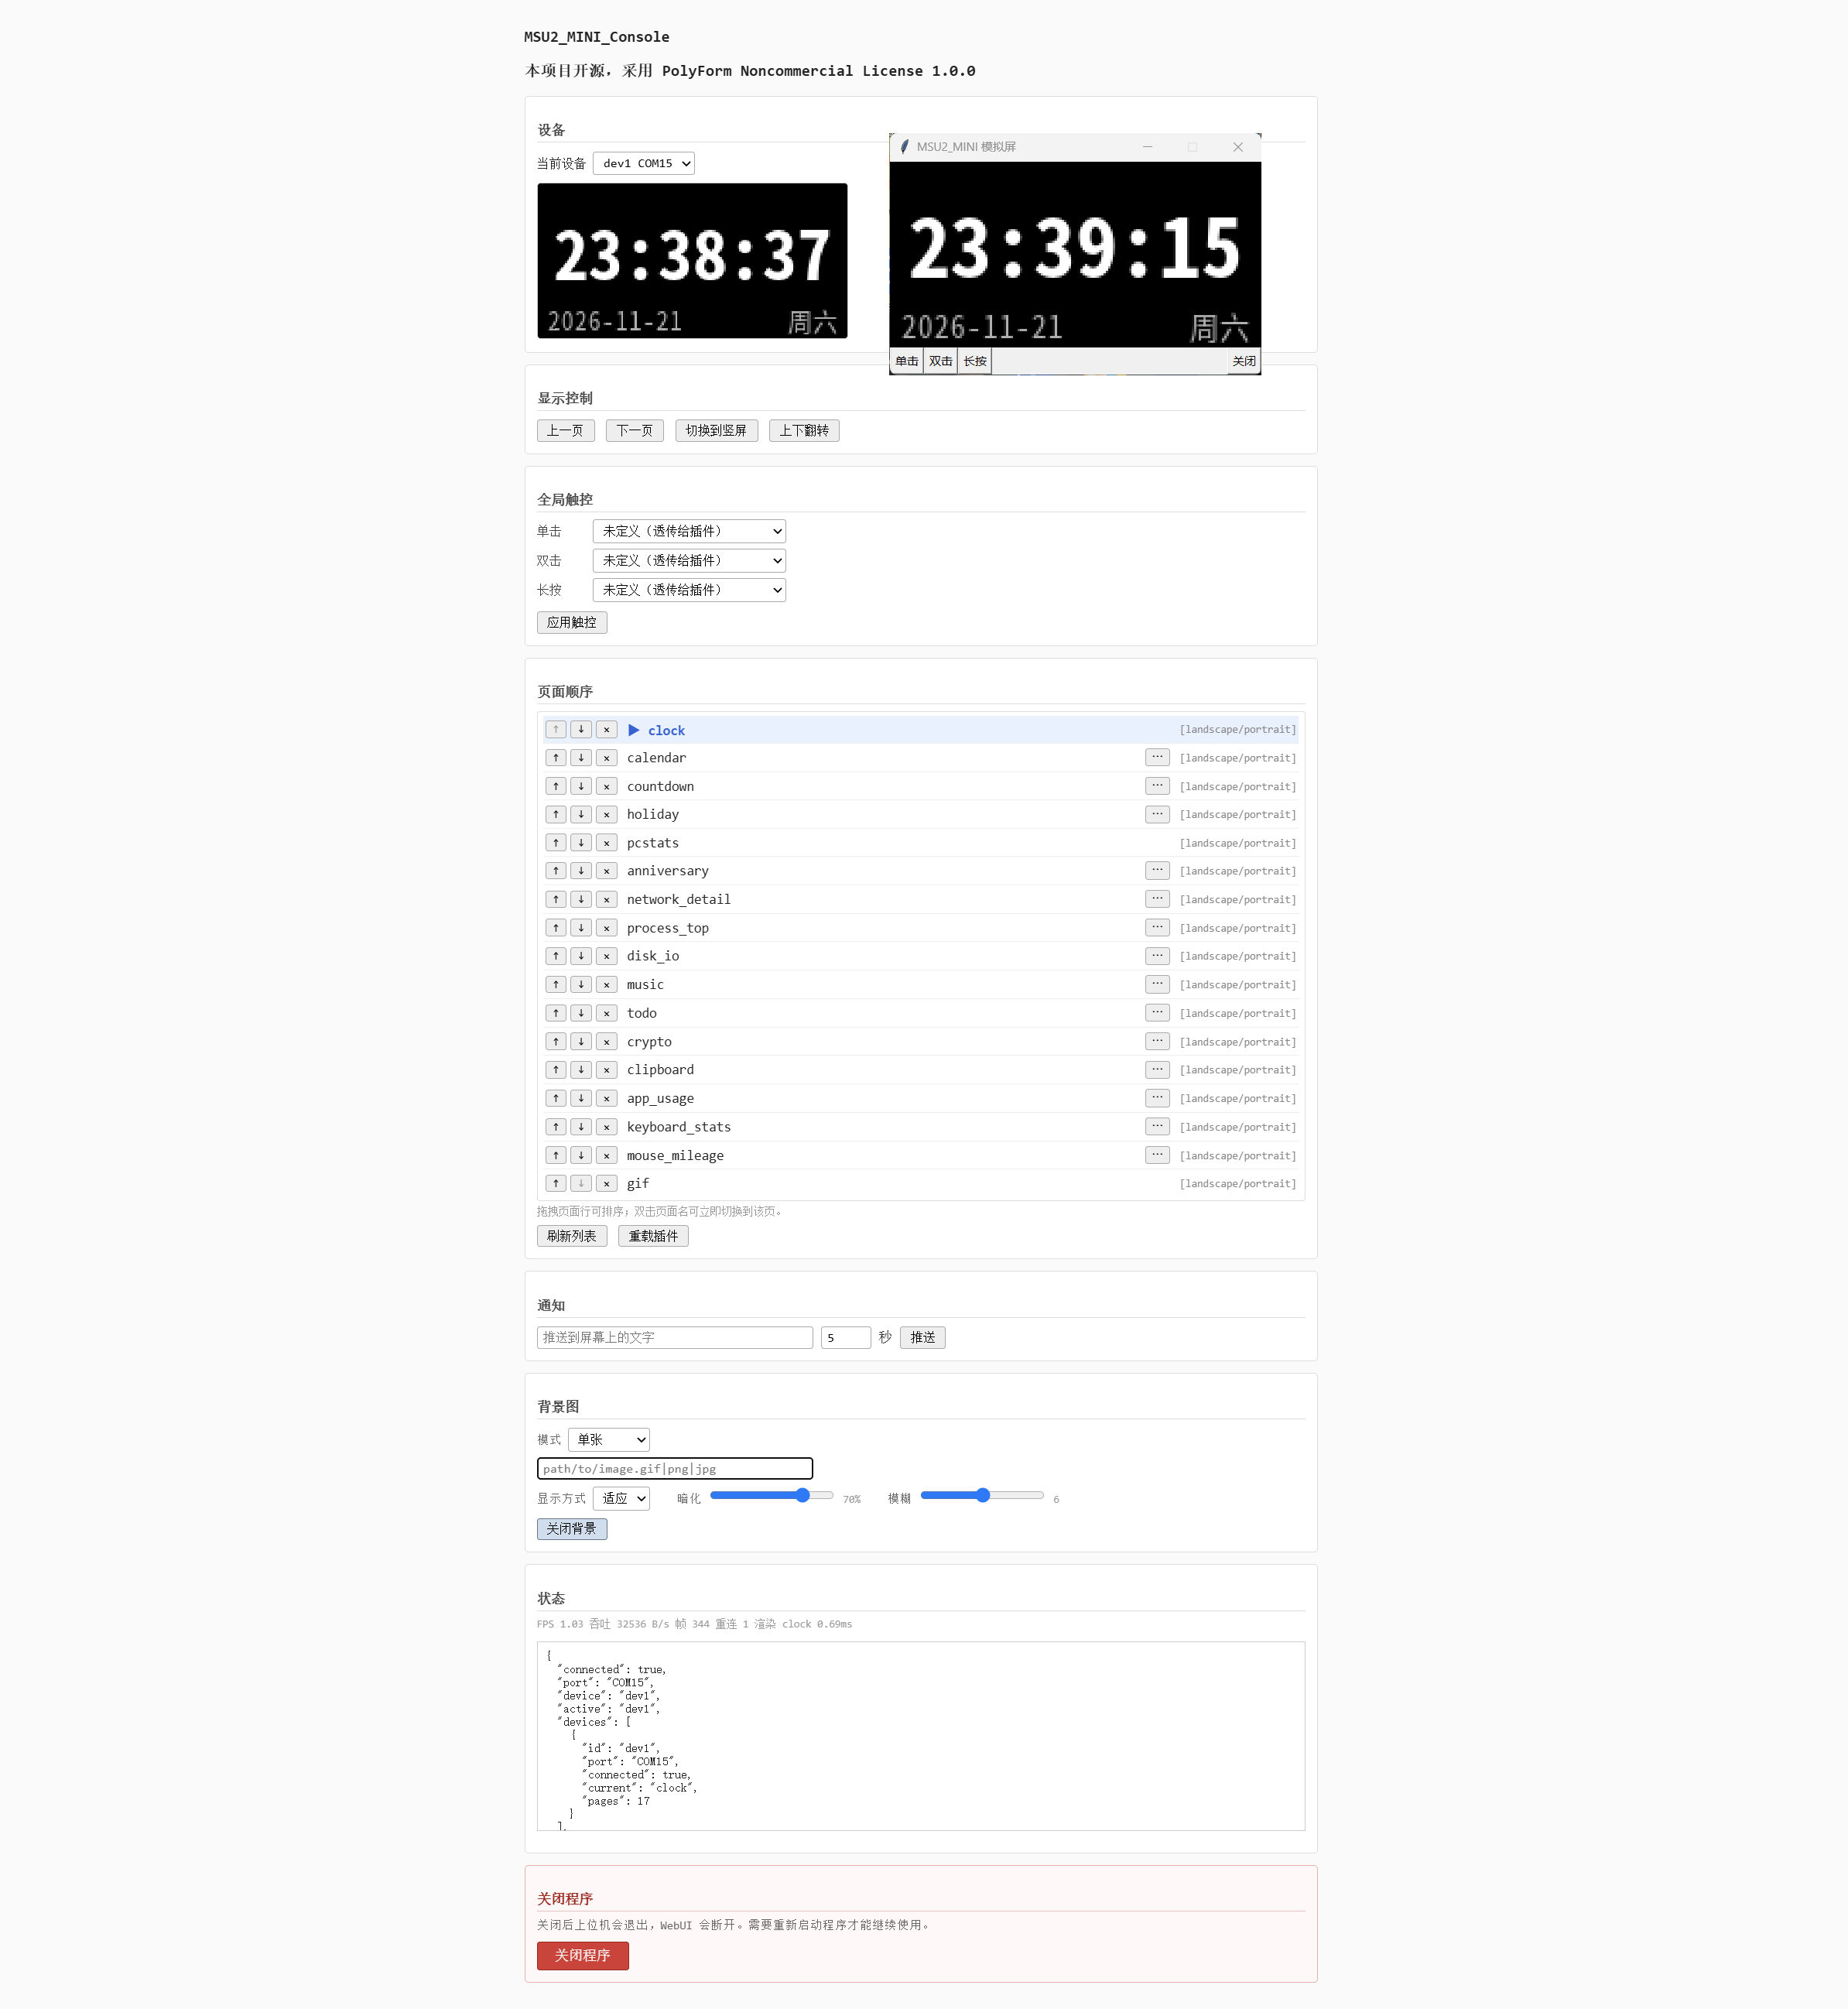 MSU2_MINI_Console
本项目开源，采用 PolyForm Noncommercial License 1.0.0
设备
当前设备 dev1 COM15
23:38:37
2026-11-21 周六
MSU2_MINI 模拟屏
23:39:15
2026-11-21 周六
单击 双击 长按 关闭
显示控制
上一页 下一页 切换到竖屏 上下翻转
全局触控
单击 未定义（透传给插件）
双击 未定义（透传给插件）
长按 未定义（透传给插件）
应用触控
页面顺序
↑ ↓ × ▶ clock [landscape/portrait]
↑ ↓ × calendar ... [landscape/portrait]
↑ ↓ × countdown ... [landscape/portrait]
↑ ↓ × holiday ... [landscape/portrait]
↑ ↓ × pcstats [landscape/portrait]
↑ ↓ × anniversary ... [landscape/portrait]
↑ ↓ × network_detail ... [landscape/portrait]
↑ ↓ × process_top ... [landscape/portrait]
↑ ↓ × disk_io ... [landscape/portrait]
↑ ↓ × music ... [landscape/portrait]
↑ ↓ × todo ... [landscape/portrait]
↑ ↓ × crypto ... [landscape/portrait]
↑ ↓ × clipboard ... [landscape/portrait]
↑ ↓ × app_usage ... [landscape/portrait]
↑ ↓ × keyboard_stats ... [landscape/portrait]
↑ ↓ × mouse_mileage ... [landscape/portrait]
↑ ↓ × gif [landscape/portrait]
拖拽页面行可排序；双击页面名可立即切换到该页。
刷新列表 重载插件
通知
推送到屏幕上的文字 5 秒 推送
背景图
模式 单张
path/to/image.gif|png|jpg
显示方式 适应 暗化 70% 模糊 6
关闭背景
状态
FPS 1.03 吞吐 32536 B/s 帧 344 重连 1 渲染 clock 0.69ms
{
"connected": true,
"port": "COM15",
"device": "dev1",
"active": "dev1",
"devices": [
{
"id": "dev1",
"port": "COM15",
"connected": true,
"current": "clock",
"pages": 17
}
],
关闭程序
关闭后上位机会退出，WebUI 会断开。需要重新启动程序才能继续使用。
关闭程序